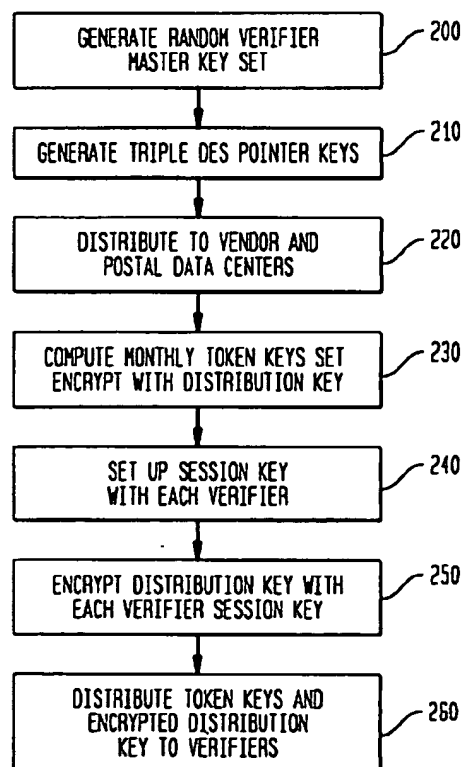 GENERATE RANDOM VERIFIER
MASTER KEY SET
200
GENERATE TRIPLE DES POINTER KEYS
210
DISTRIBUTE TO VENDOR AND
POSTAL DATA CENTERS
220
COMPUTE MONTHLY TOKEN KEYS SET
ENCRYPT WITH DISTRIBUTION KEY
230
SET UP SESSION KEY
WITH EACH VERIFIER
240
ENCRYPT DISTRIBUTION KEY WITH
EACH VERIFIER SESSION KEY
250
DISTRIBUTE TOKEN KEYS AND
ENCRYPTED DISTRIBUTION
KEY TO VERIFIERS
260